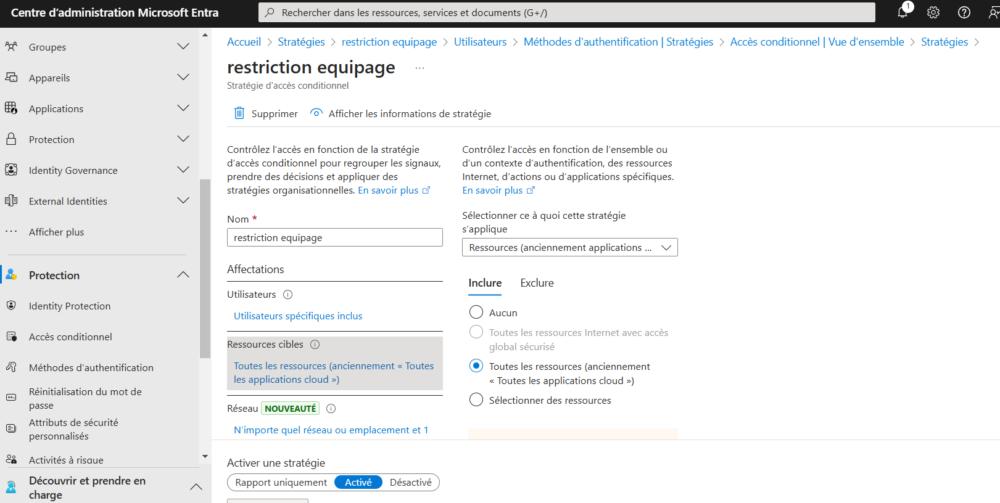 Centre d'administration Microsoft Entra
Rechercher dans les ressources, services et documents (G+/)
1
Groupes
Appareils
Applications
Protection
Identity Governance
External Identities
Afficher plus
Protection
Identity Protection
Accès conditionnel
Méthodes d'authentification
Réinitialisation du mot de
passe
Attributs de sécurité
personnalisés
Activités à risque
Découvrir et prendre en
charge
Accueil > Stratégies > restriction equipage > Utilisateurs > Méthodes d'authentification | Stratégies > Accès conditionnel | Vue d'ensemble > Stratégies >
restriction equipage ...
Stratégie d'accès conditionnel
Supprimer
Afficher les informations de stratégie
Contrôlez l'accès en fonction de la stratégie
d'accès conditionnel pour regrouper les signaux,
prendre des décisions et appliquer des
stratégies organisationnelles. En savoir plus
Nom *
restriction equipage
Affectations
Utilisateurs
Utilisateurs spécifiques inclus
Ressources cibles
Toutes les ressources (anciennement « Toutes
les applications cloud »)
Réseau NOUVEAUTÉ
N'importe quel réseau ou emplacement et 1
Contrôlez l'accès en fonction de l'ensemble ou
d'un contexte d'authentification, des ressources
Internet, d'actions ou d'applications spécifiques.
En savoir plus
Sélectionner ce à quoi cette stratégie
s'applique
Ressources (anciennement applications ...
Inclure
Exclure
Aucun
Toutes les ressources Internet avec accès
global sécurisé
Toutes les ressources (anciennement
« Toutes les applications cloud »)
Sélectionner des ressources
Activer une stratégie
Rapport uniquement
Activé
Désactivé